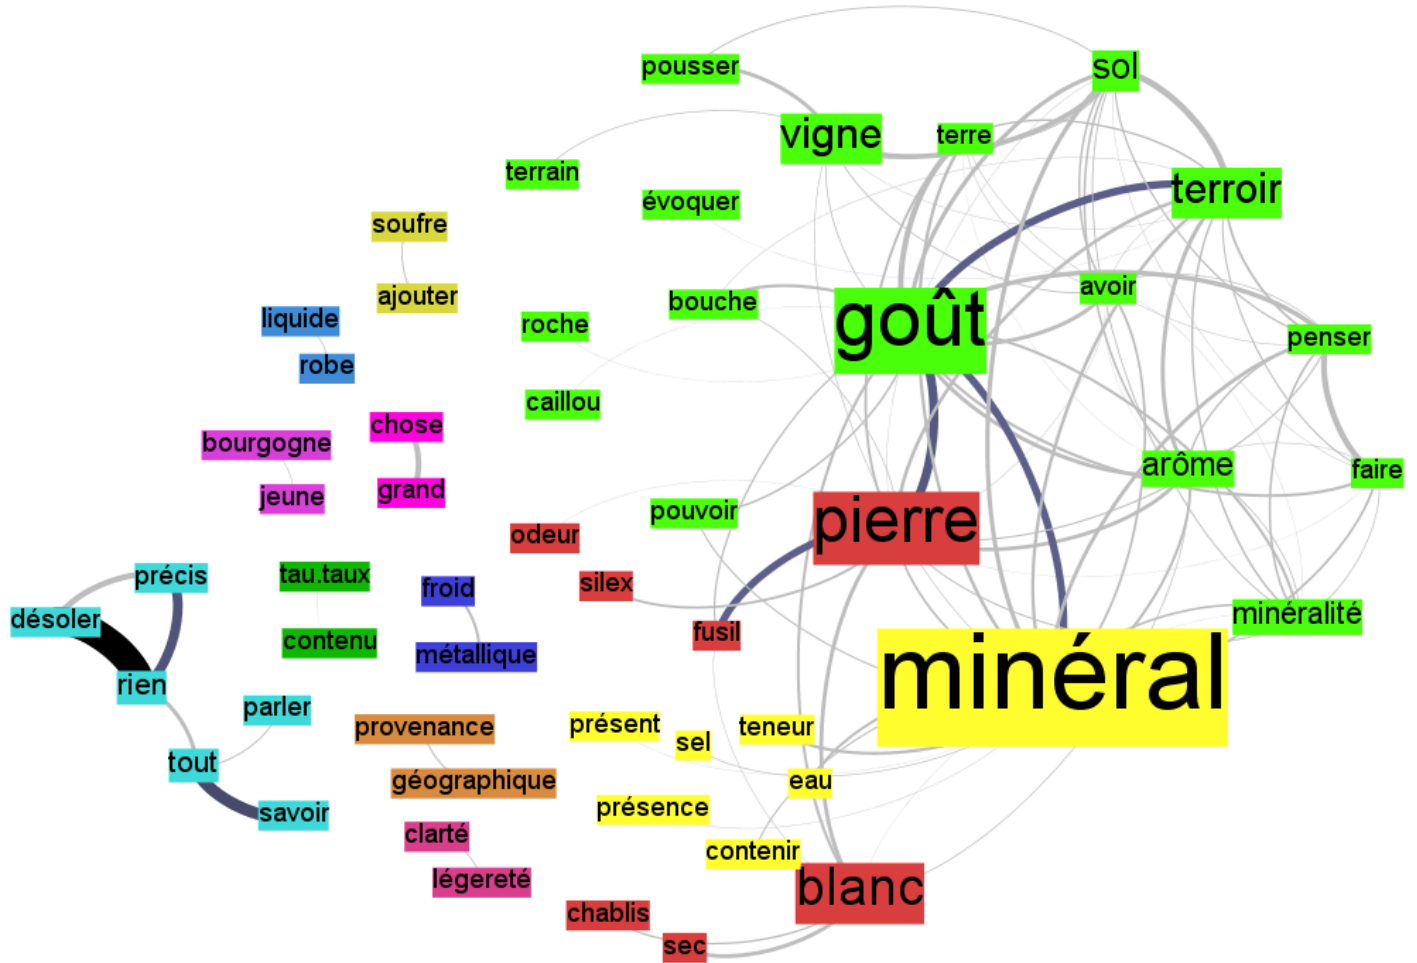 pousser
sol
vigne
terre
terrain
terroir
évoquer
soufre
ajouter
avoir
bouche
goût
liquide
roche
penser
robe
caillou
chose
bourgogne
arôme
faire
grand
jeune
pouvoir
pierre
odeur
précis
tau.taux
froid
silex
désoler
minéralité
fusil
contenu
métallique
rien
minéral
parler
provenance
présent
teneur
sel
tout
géographique
eau
savoir
présence
clarté
contenir
légereté
blanc
chablis
sec